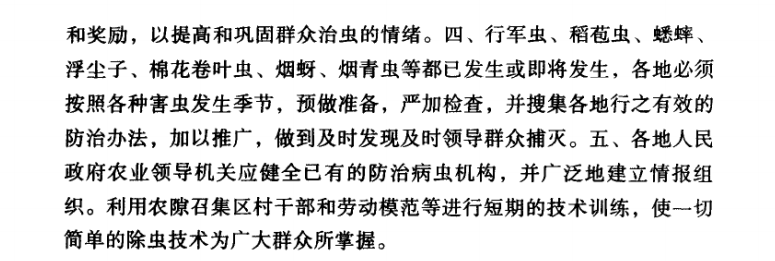 和奖励，以提高和巩固群众治虫的情绪。四、行军虫、稻苞虫、蟋蟀、
浮尘子、棉花卷叶虫、烟蚜、烟青虫等都已发生或即将发生，各地必须
按照各种害虫发生季节，预做准备，严加检查，并搜集各地行之有效的
防治办法，加以推广，做到及时发现及时领导群众捕灭。五、各地人民
政府农业领导机关应健全已有的防治病虫机构，并广泛地建立情报组
织。利用农隙召集区村干部和劳动模范等进行短期的技术训练，使一切
简单的除虫技术为广大群众所掌握。